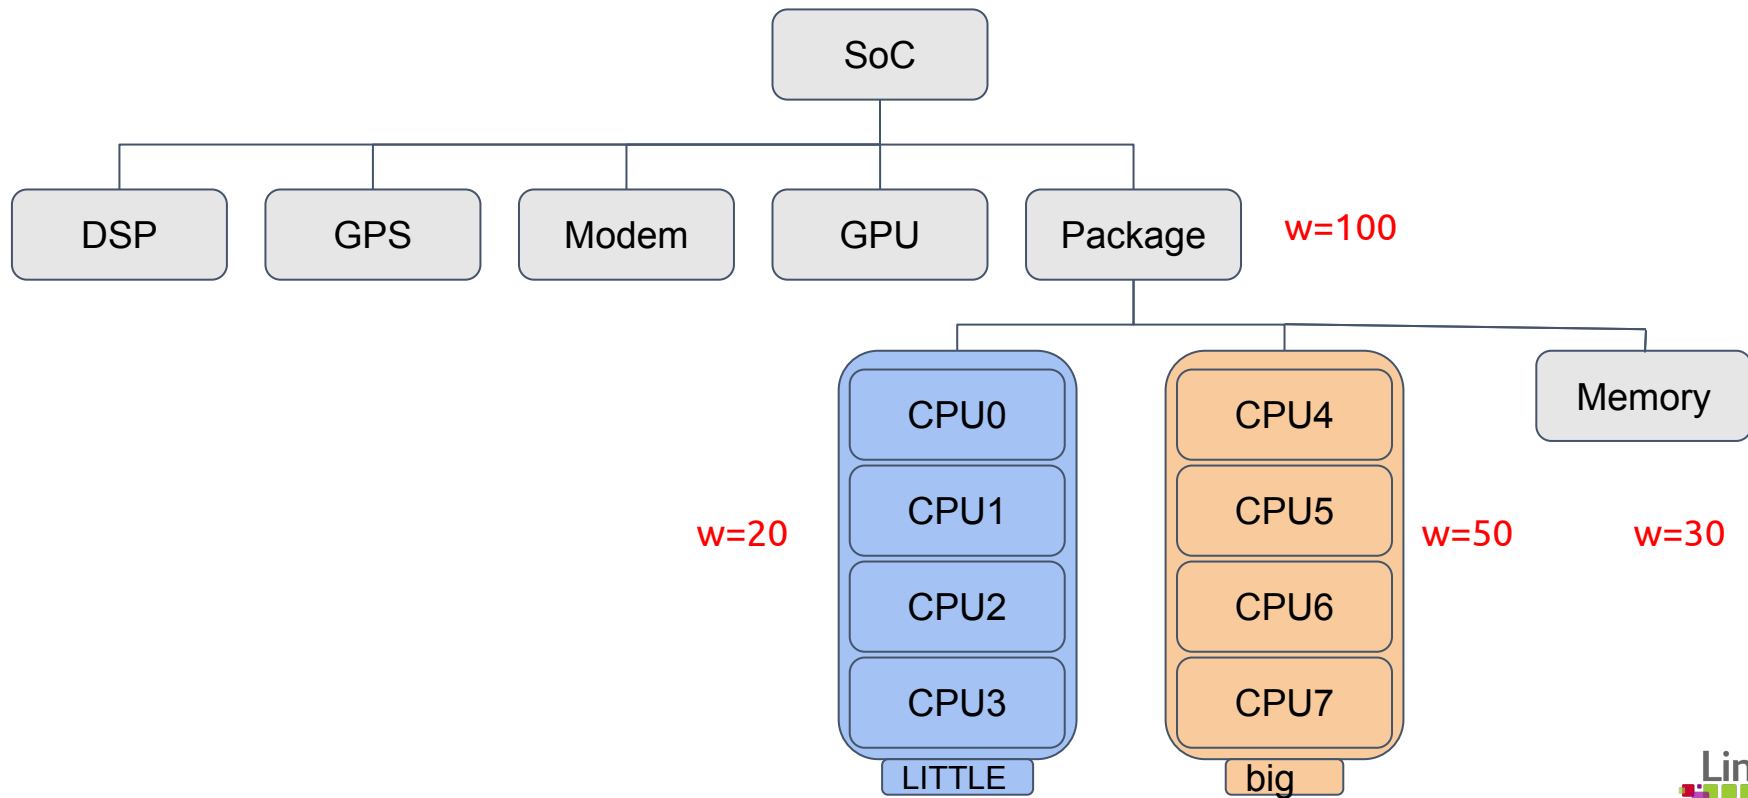 SoC
DSP
GPS
Modem
GPU
Package
w=100
CPU0
CPU4
Memory
CPU1
CPU5
w=20
w=50
w=30
CPU2
CPU6
CPU3
CPU7
LITTLE
big